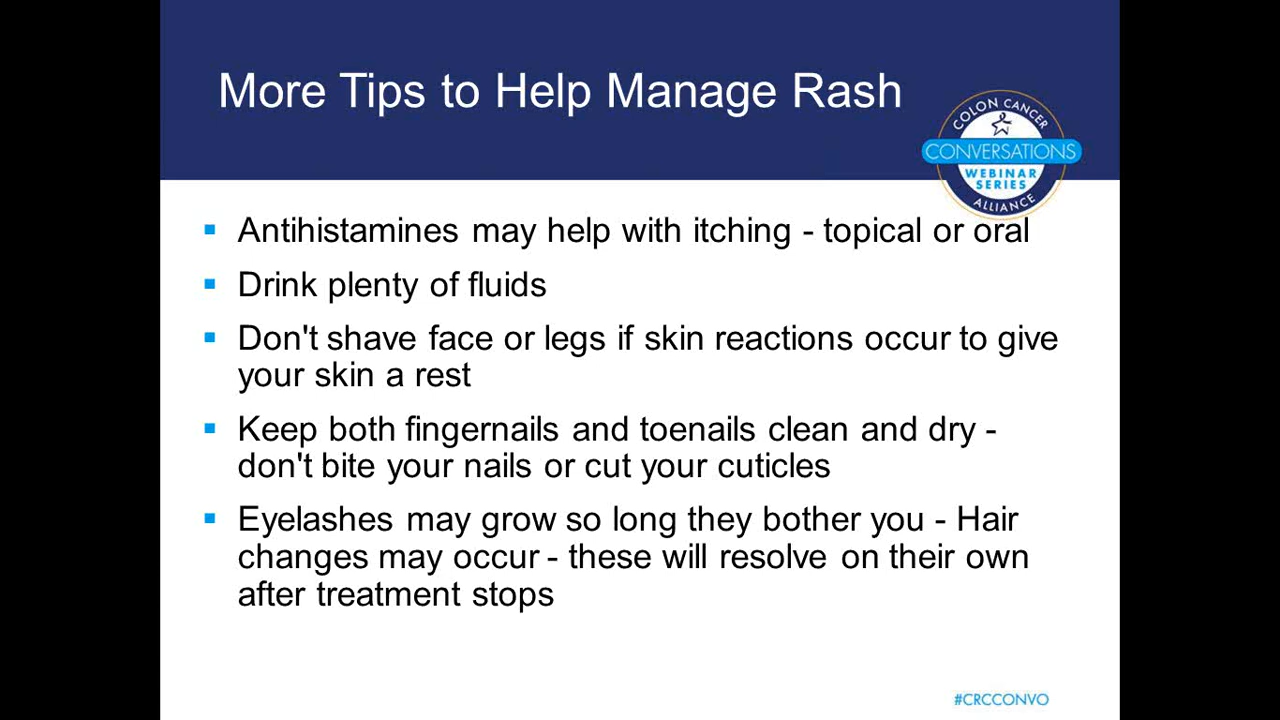 More Tips to Help Manage Rash
COLON CANCER
CONVERSATIONS
WEBINAR
SERIES
ALLIANCE
Antihistamines may help with itching - topical or oral
Drink plenty of fluids
Don't shave face or legs if skin reactions occur to give
your skin a rest
Keep both fingernails and toenails clean and dry -
don't bite your nails or cut your cuticles
Eyelashes may grow so long they bother you - Hair
changes may occur - these will resolve on their own
after treatment stops
#CRCCONVO